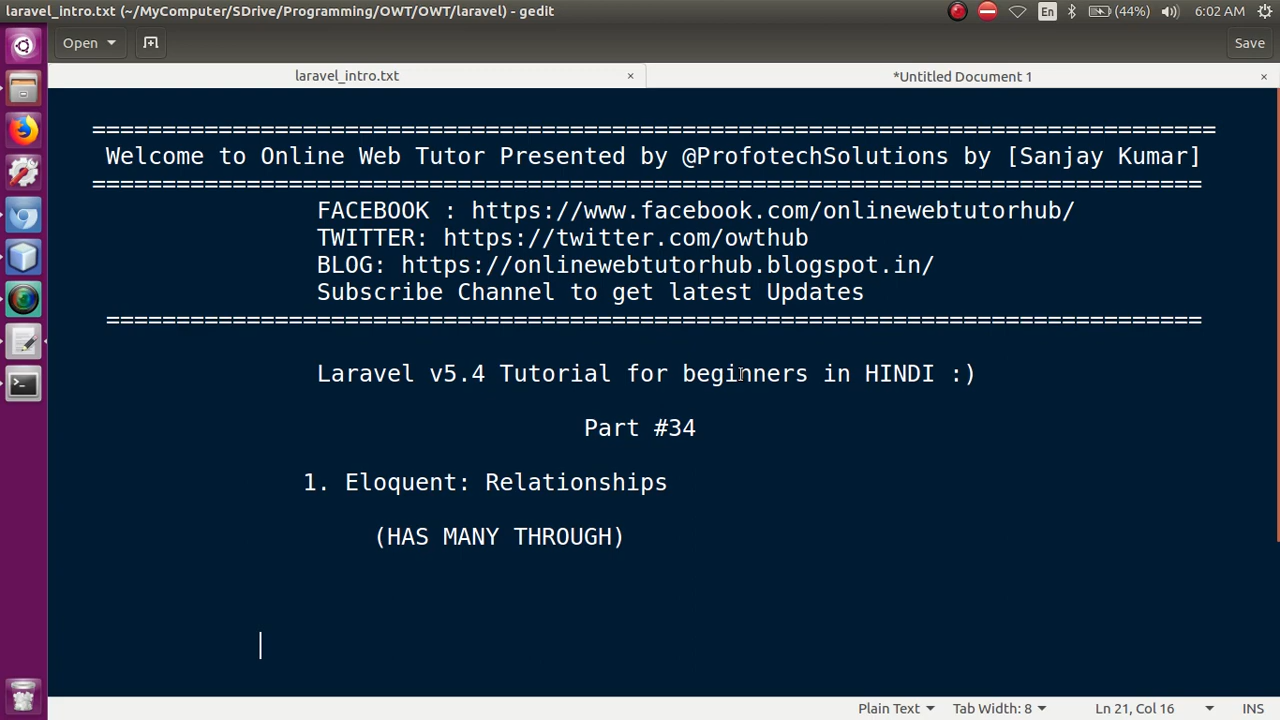 laravel_intro.txt (~/MyComputer/SDrive/Programming/OWT/OWT/laravel) - gedit
En
(44%)
6:02 AM
Open
Save
laravel_intro.txt ×
*Untitled Document 1 ×
================================================================================
Welcome to Online Web Tutor Presented by @ProfotechSolutions by [Sanjay Kumar]
===============================================================================
FACEBOOK : https://www.facebook.com/onlinewebtutorhub/
TWITTER: https://twitter.com/owthub
BLOG: https://onlinewebtutorhub.blogspot.in/
Subscribe Channel to get latest Updates
==============================================================================
Laravel v5.4 Tutorial for beginners in HINDI :)
Part #34
1. Eloquent: Relationships
(HAS MANY THROUGH)
Plain Text
Tab Width: 8
Ln 21, Col 16
INS